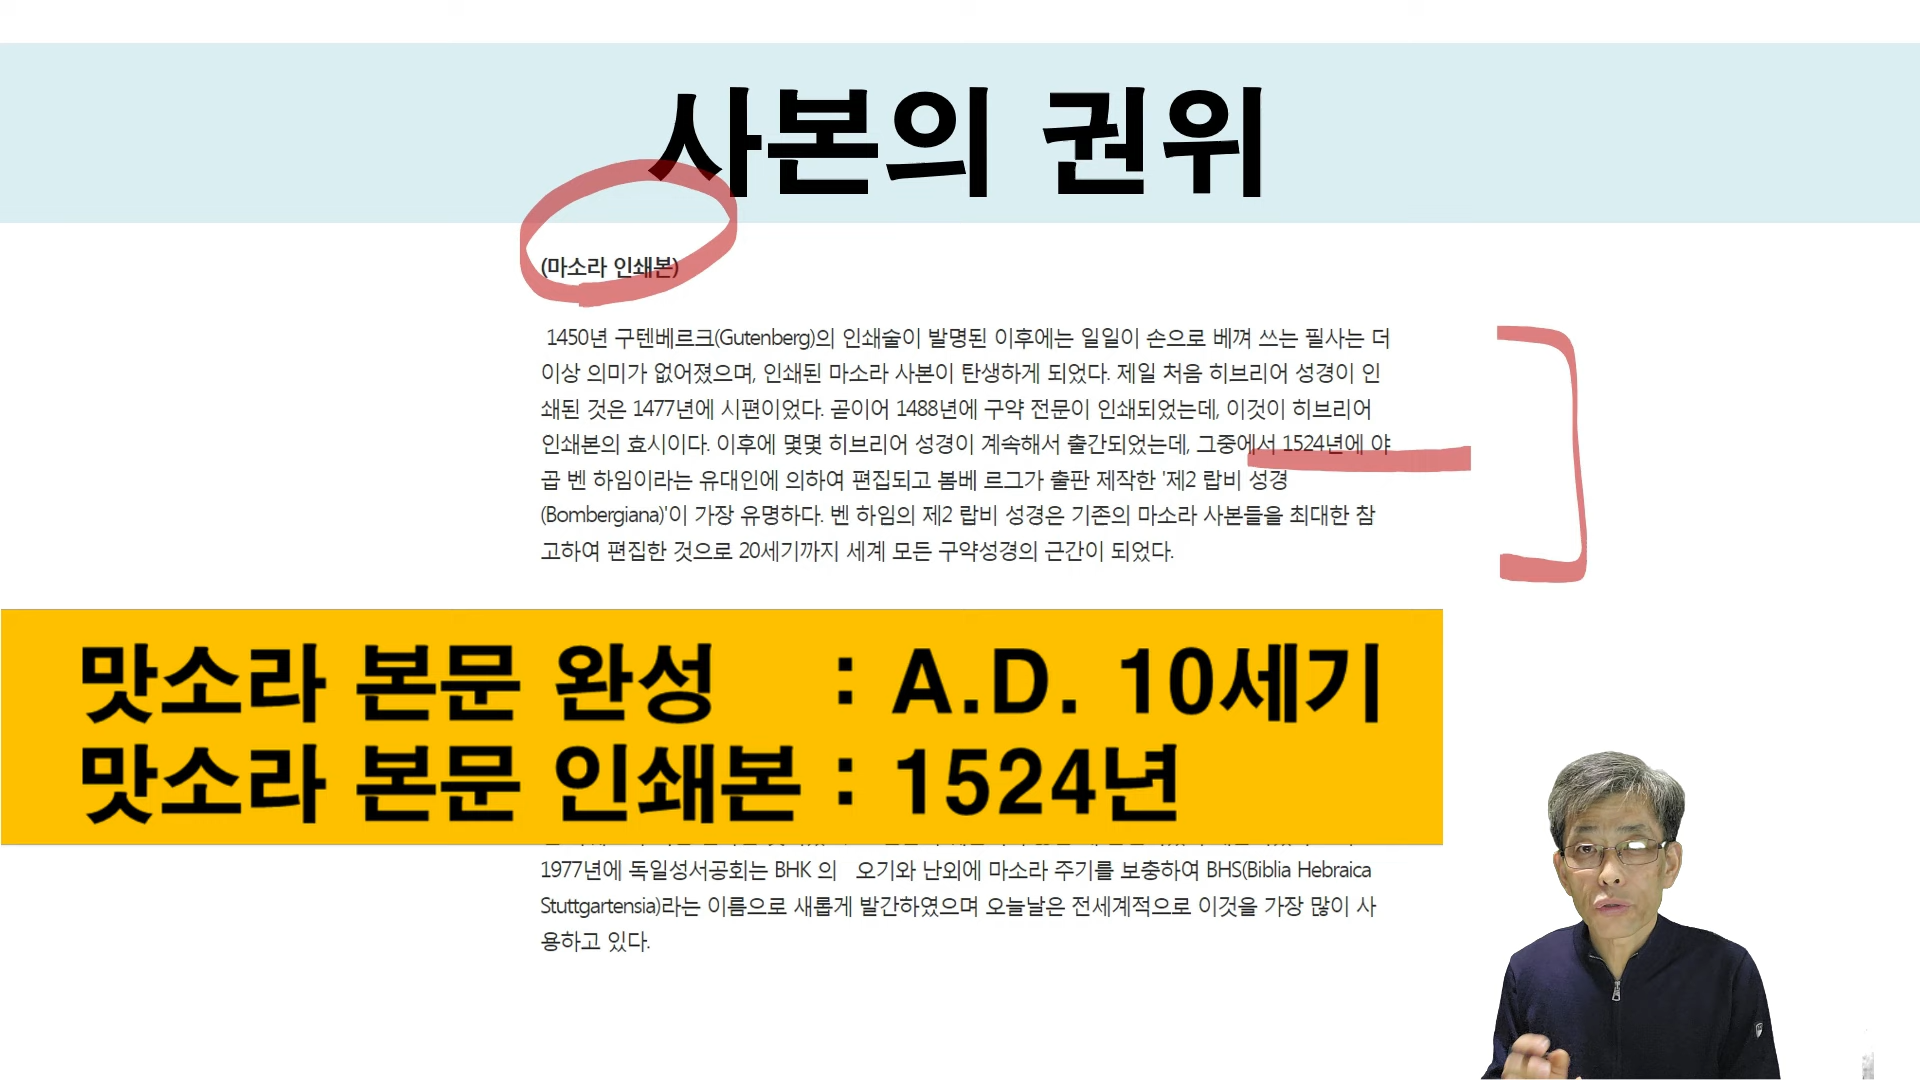 사본의 권위
(마소라 인쇄본)
1450년 구텐베르크(Gutenberg)의 인쇄술이 발명된 이후에는 일일이 손으로 베껴 쓰는 필사는 더
이상 의미가 없어졌으며, 인쇄된 마소라 사본이 탄생하게 되었다. 제일 처음 히브리어 성경이 인
쇄된 것은 1477년에 시편이었다. 곧이어 1488년에 구약 전문이 인쇄되었는데, 이것이 히브리어
인쇄본의 효시이다. 이후에 몇몇 히브리어 성경이 계속해서 출간되었는데, 그중에서 1524년에 야
곱 벤 하임이라는 유대인에 의하여 편집되고 봄베 르그가 출판 제작한 '제2 랍비 성경
(Bombergiana)'이 가장 유명하다. 벤 하임의 제2 랍비 성경은 기존의 마소라 사본들을 최대한 참
고하여 편집한 것으로 20세기까지 세계 모든 구약성경의 근간이 되었다.
맛소라 본문 완성 : A.D. 10세기
맛소라 본문 인쇄본 : 1524년
1977년에 독일성서공회는 BHK 의 오기와 난외에 마소라 주기를 보충하여 BHS(Biblia Hebraica
Stuttgartensia)라는 이름으로 새롭게 발간하였으며 오늘날은 전세계적으로 이것을 가장 많이 사
용하고 있다.